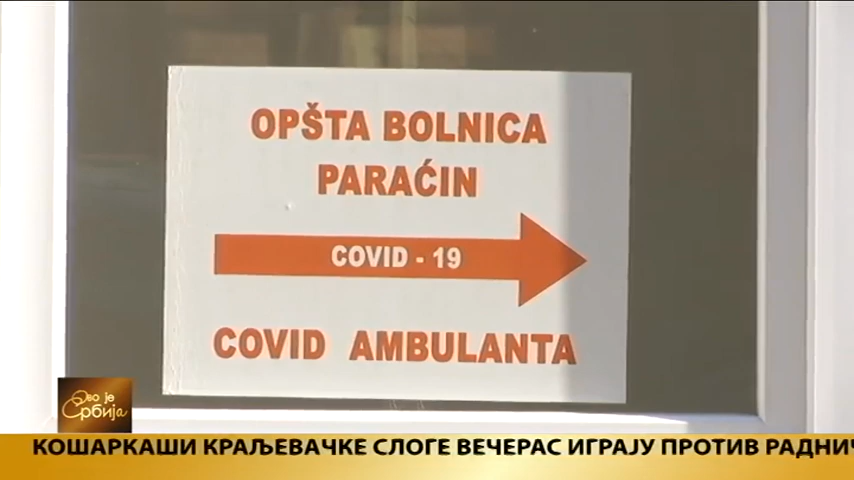 OPŠTA BOLNICA
PARAĆIN
COVID - 19
COVID AMBULANTA
Ово је
Србија
КОШАРКАШИ КРАЉЕВАЧКЕ СЛОГЕ ВЕЧЕРАС ИГРАЈУ ПРОТИВ